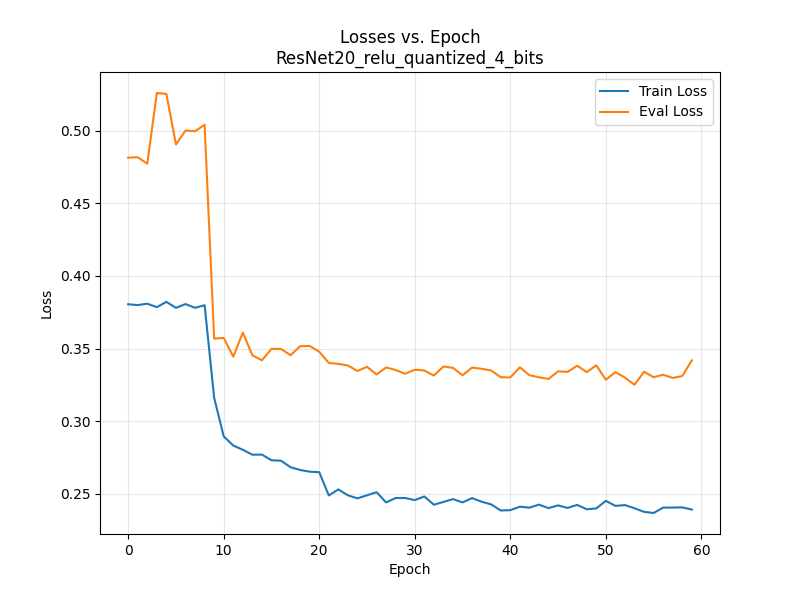 Losses vs. Epoch
ResNet20_relu_quantized_4_bits
Train Loss
Eval Loss
0.50
0.45
0.40
0.35
0.30
0.25
Loss
0 10 20 30 40 50 60
Epoch